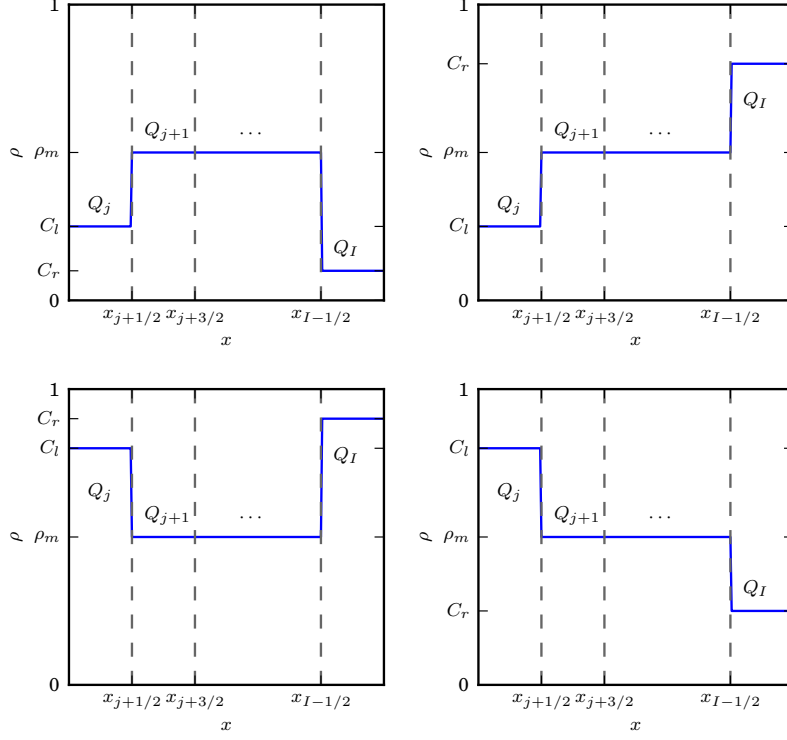 1
ρ
ρ_m
C_l
C_r
0
Q_j
Q_{j+1}
...
Q_I
x_{j+1/2} x_{j+3/2} x_{I−1/2}
x
C_r
ρ
ρ_m
C_l
0
Q_j
Q_{j+1}
...
Q_I
x_{j+1/2} x_{j+3/2} x_{I−1/2}
x
1
C_r
C_l
ρ
ρ_m
0
Q_j
Q_{j+1}
...
Q_I
x_{j+1/2} x_{j+3/2} x_{I−1/2}
x
1
C_l
ρ
ρ_m
C_r
0
Q_j
Q_{j+1}
...
Q_I
x_{j+1/2} x_{j+3/2} x_{I−1/2}
x
1